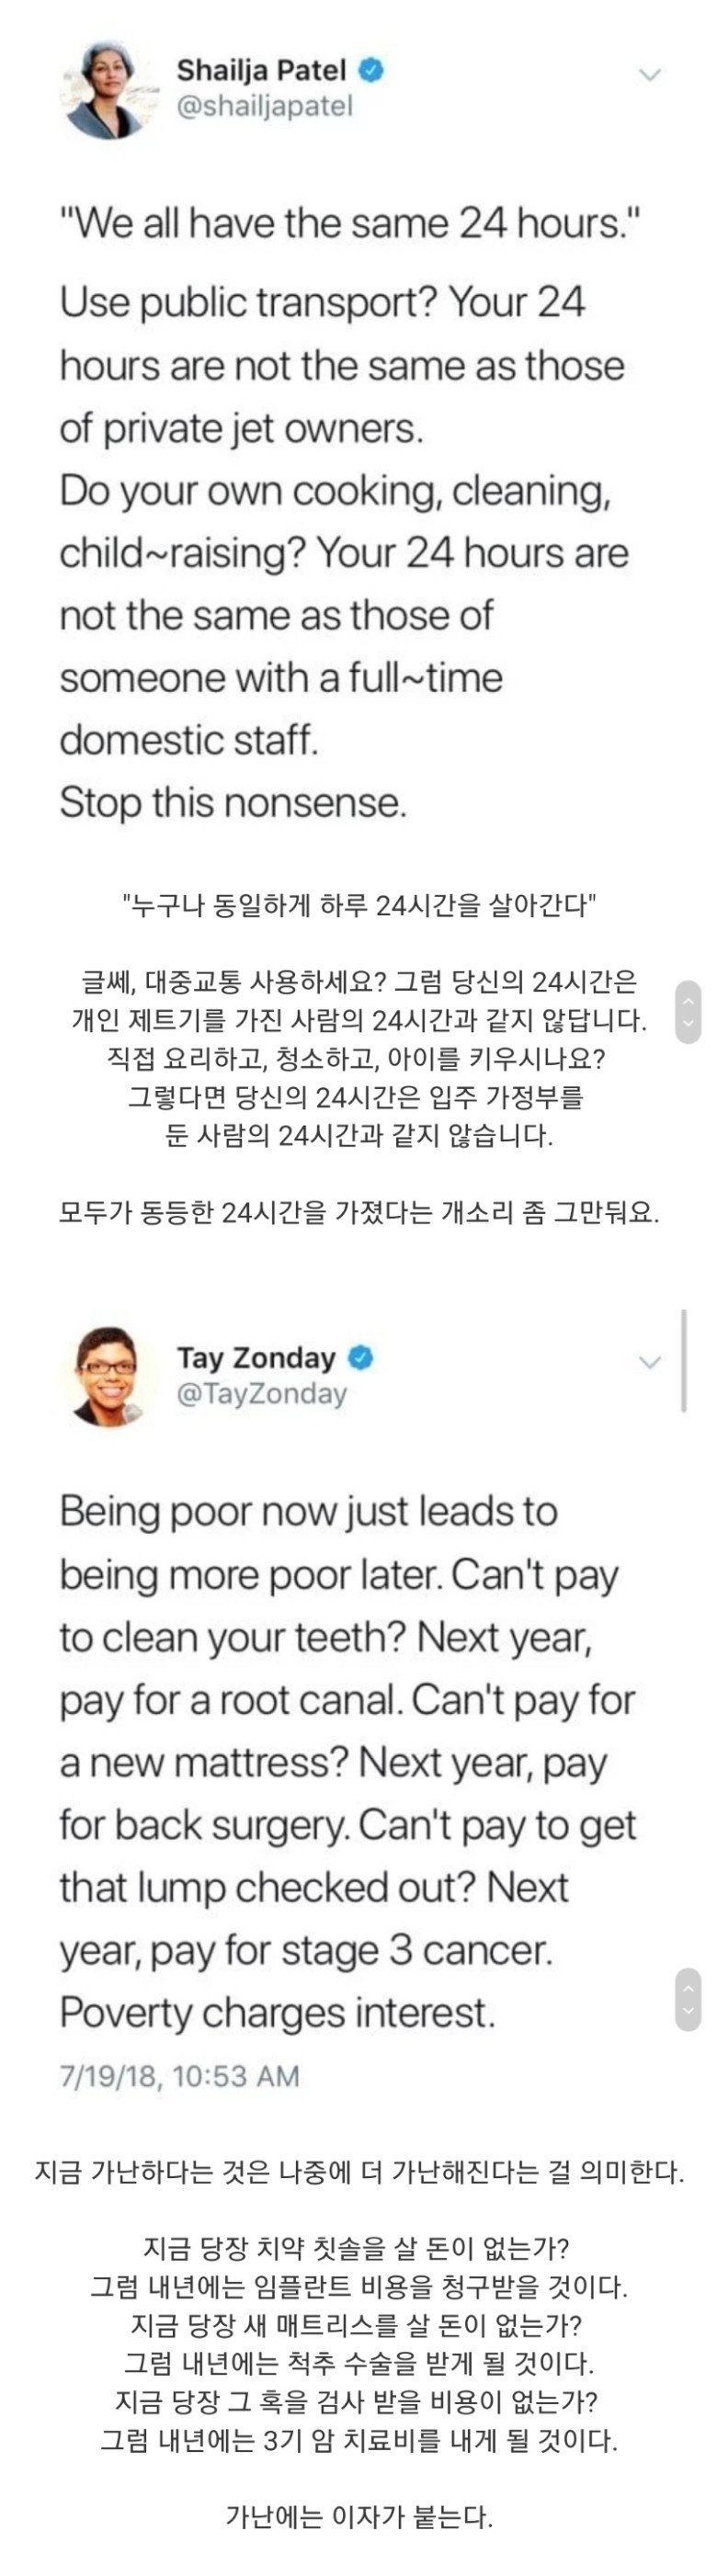 Shailja Patel
@shailjapatel
"We all have the same 24 hours."
Use public transport? Your 24
hours are not the same as those
of private jet owners.
Do your own cooking, cleaning,
child~raising? Your 24 hours are
not the same as those of
someone with a full~time
domestic staff.
Stop this nonsense.
"누구나 동일하게 하루 24시간을 살아간다"
글쎄, 대중교통 사용하세요? 그럼 당신의 24시간은
개인 제트기를 가진 사람의 24시간과 같지 않답니다.
직접 요리하고, 청소하고, 아이를 키우시나요?
그렇다면 당신의 24시간은 입주 가정부를
둔 사람의 24시간과 같지 않습니다.
모두가 동등한 24시간을 가졌다는 개소리 좀 그만둬요.
Tay Zonday
@TayZonday
Being poor now just leads to
being more poor later. Can't pay
to clean your teeth? Next year,
pay for a root canal. Can't pay for
a new mattress? Next year, pay
for back surgery. Can't pay to get
that lump checked out? Next
year, pay for stage 3 cancer.
Poverty charges interest.
7/19/18, 10:53 AM
지금 가난하다는 것은 나중에 더 가난해진다는 걸 의미한다.
지금 당장 치약 칫솔을 살 돈이 없는가?
그럼 내년에는 임플란트 비용을 청구받을 것이다.
지금 당장 새 매트리스를 살 돈이 없는가?
그럼 내년에는 척추 수술을 받게 될 것이다.
지금 당장 그 혹을 검사 받을 비용이 없는가?
그럼 내년에는 3기 암 치료비를 내게 될 것이다.
가난에는 이자가 붙는다.